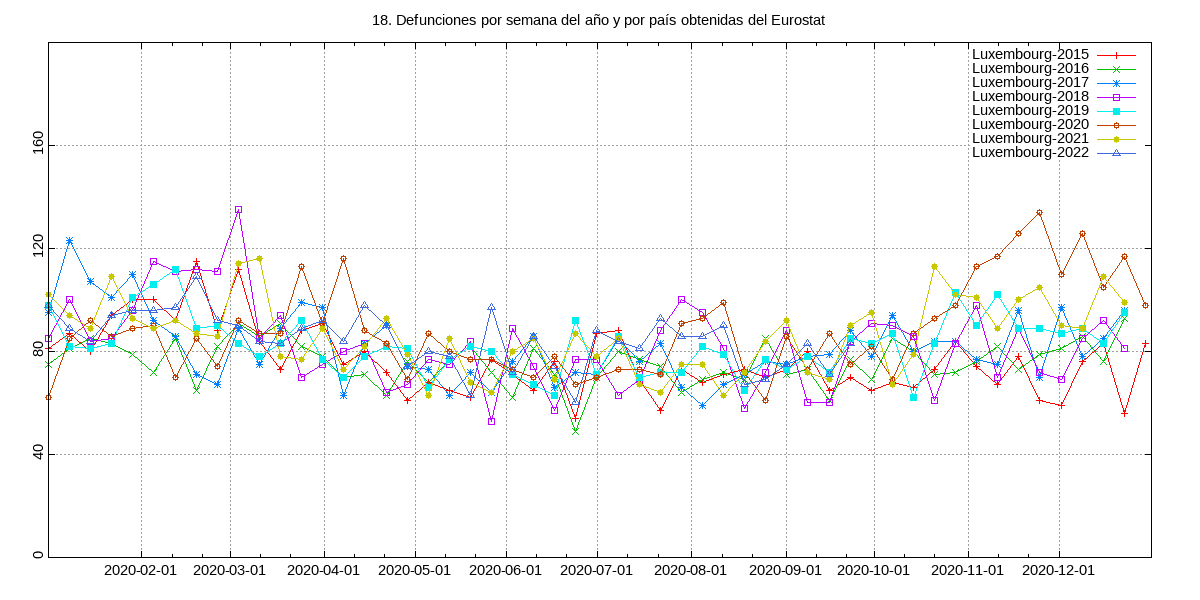 18. Defunciones por semana del año y por país obtenidas del Eurostat
Luxembourg-2015
Luxembourg-2016
Luxembourg-2017
Luxembourg-2018
Luxembourg-2019
Luxembourg-2020
Luxembourg-2021
Luxembourg-2022
160
120
80
40
0
2020-02-01 2020-03-01 2020-04-01 2020-05-01 2020-06-01 2020-07-01 2020-08-01 2020-09-01 2020-10-01 2020-11-01 2020-12-01